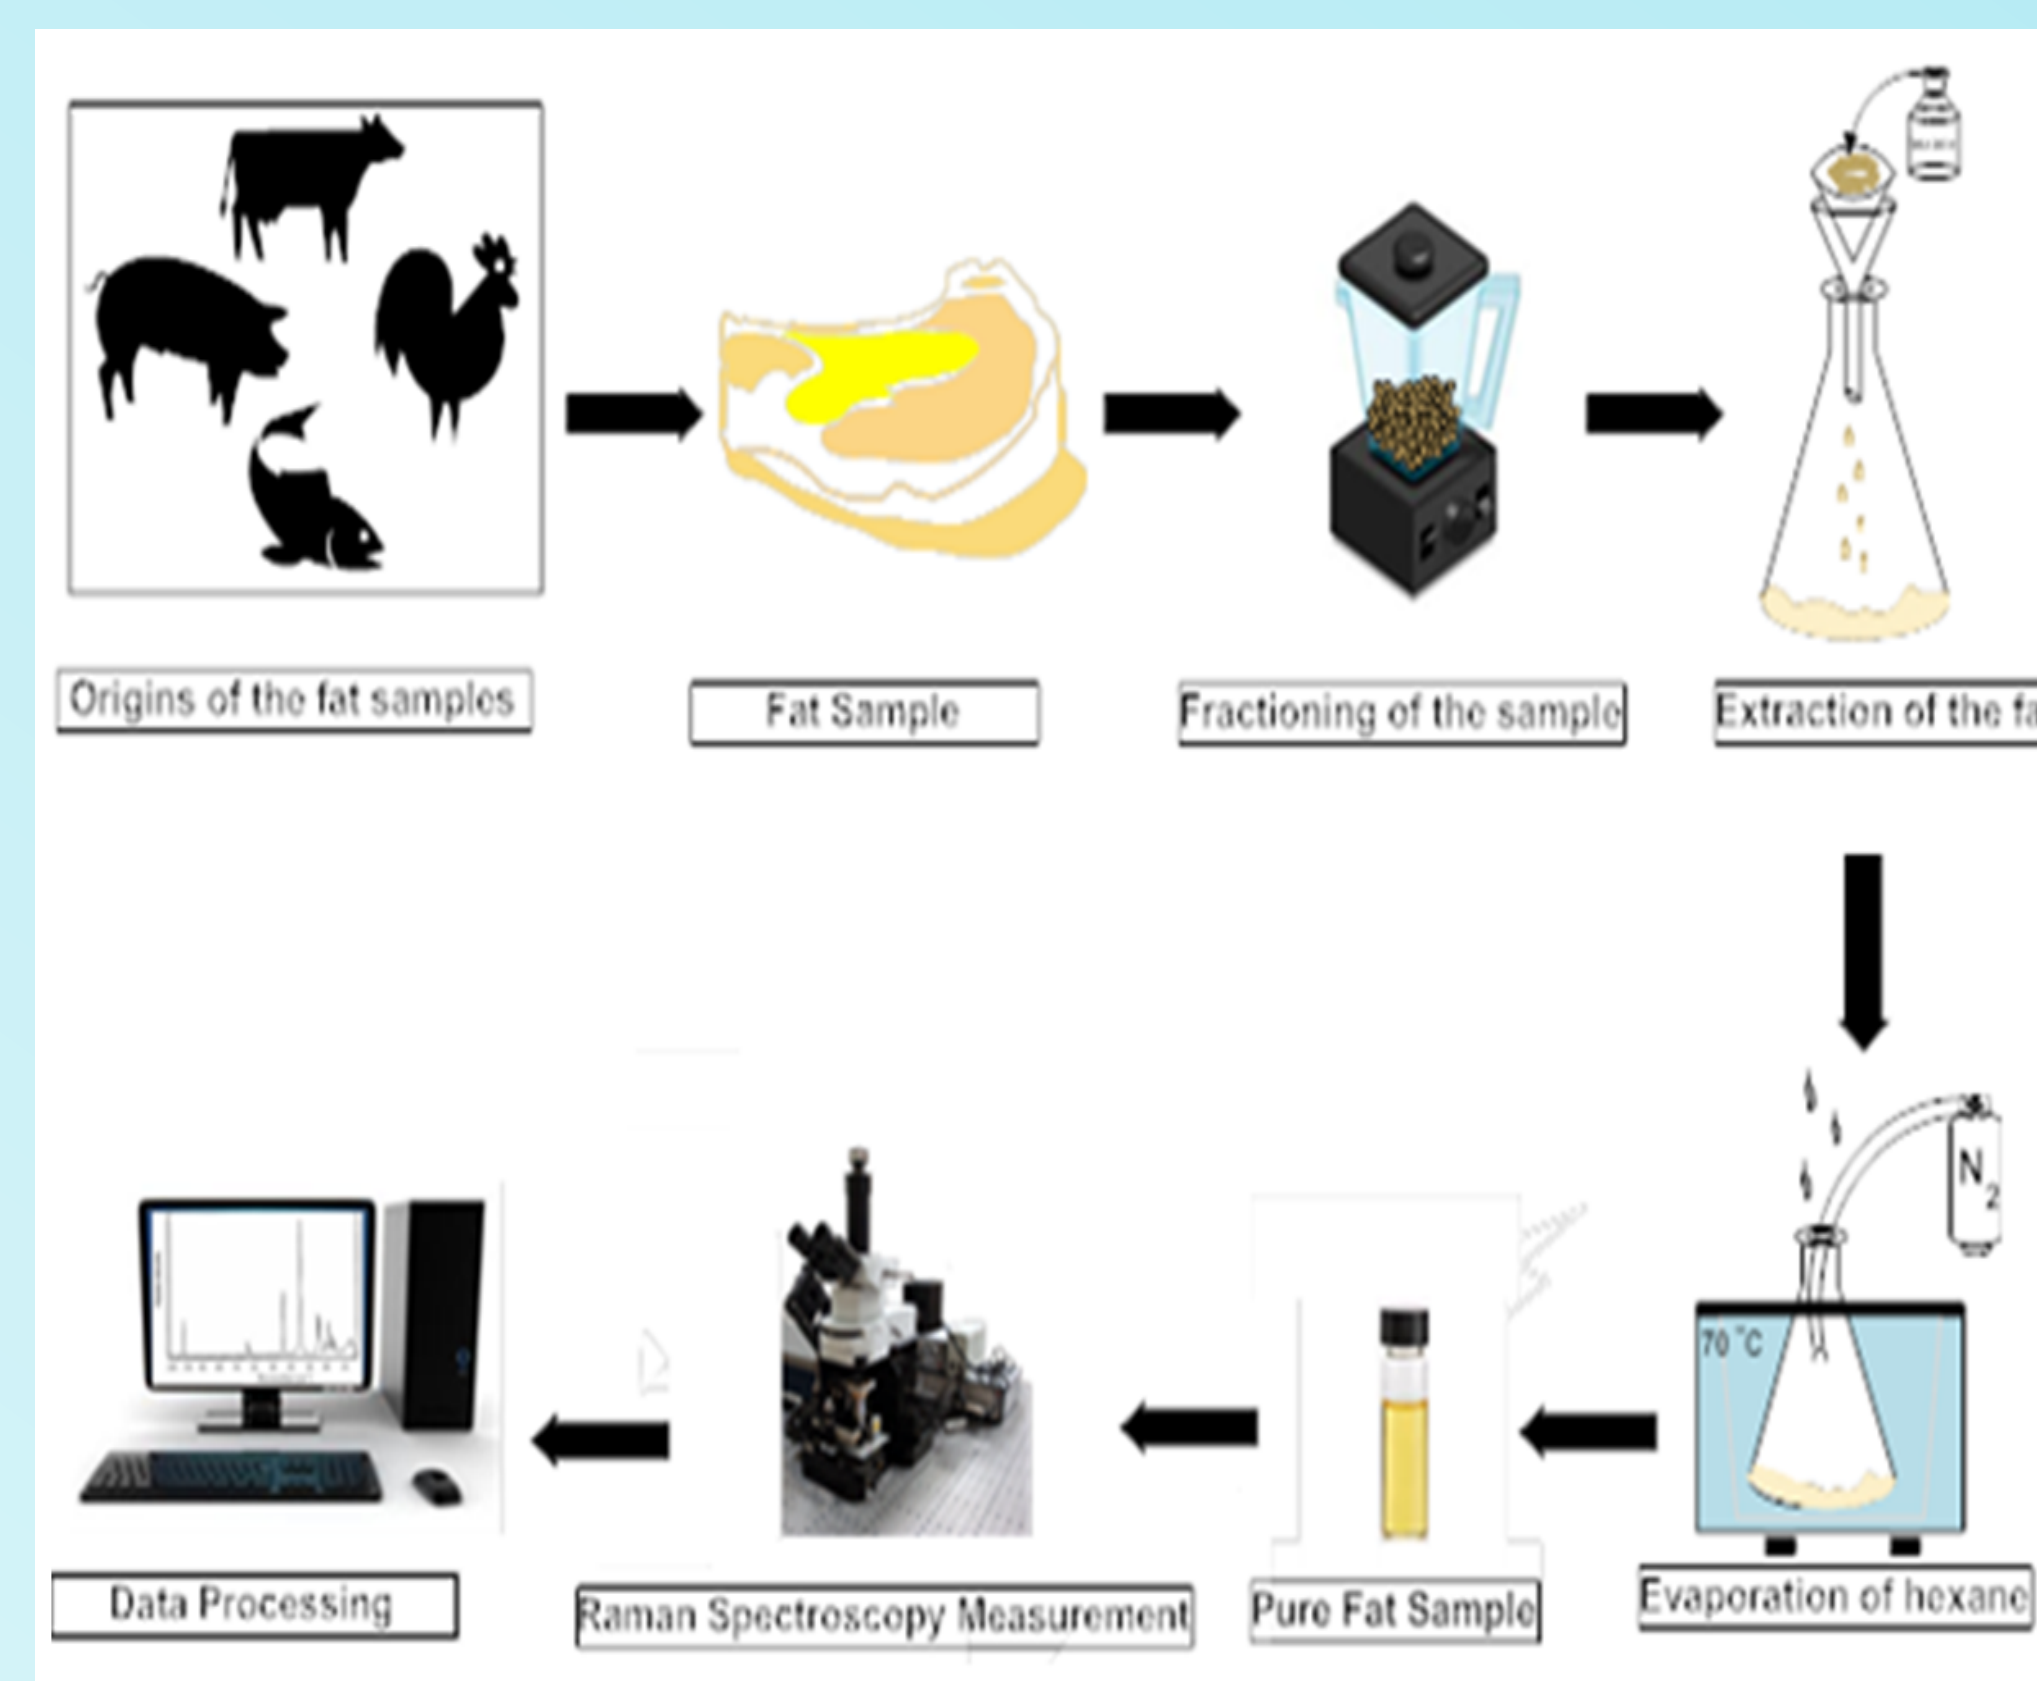 Origins of the fat samples
Fat Sample
Fractioning of the sample
Extraction of the fa
N2
70 °C
Evaporation of hexane
Pure Fat Sample
Raman Spectroscopy Measurement
Data Processing